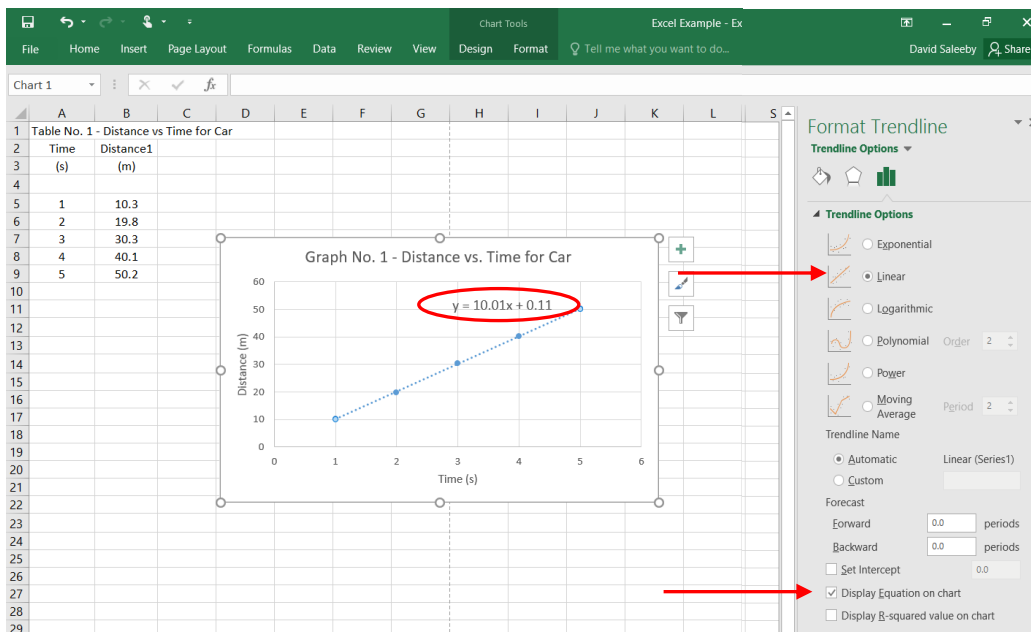 Chart Tools
Excel Example - Ex
File Home Insert Page Layout Formulas Data Review View Design Format Tell me what you want to do... David Saleeby Share
Chart 1 fx
A B C D E F G H I J K L S
1 Table No. 1 - Distance vs Time for Car
2 Time Distance1
3 (s) (m)
4
5 1 10.3
6 2 19.8
7 3 30.3
8 4 40.1
9 5 50.2
10
11
12
13
14
15
16
17
18
19
20
21
22
23
24
25
26
27
28
29
Graph No. 1 - Distance vs. Time for Car
y = 10.01x + 0.11
Distance (m)
60
50
40
30
20
10
0
0 1 2 3 4 5 6
Time (s)
Format Trendline
Trendline Options
Trendline Options
Exponential
Linear
Logarithmic
Polynomial Order 2
Power
Moving Average Period 2
Trendline Name
Automatic Linear (Series1)
Custom
Forecast
Forward 0.0 periods
Backward 0.0 periods
Set Intercept 0.0
Display Equation on chart
Display R-squared value on chart